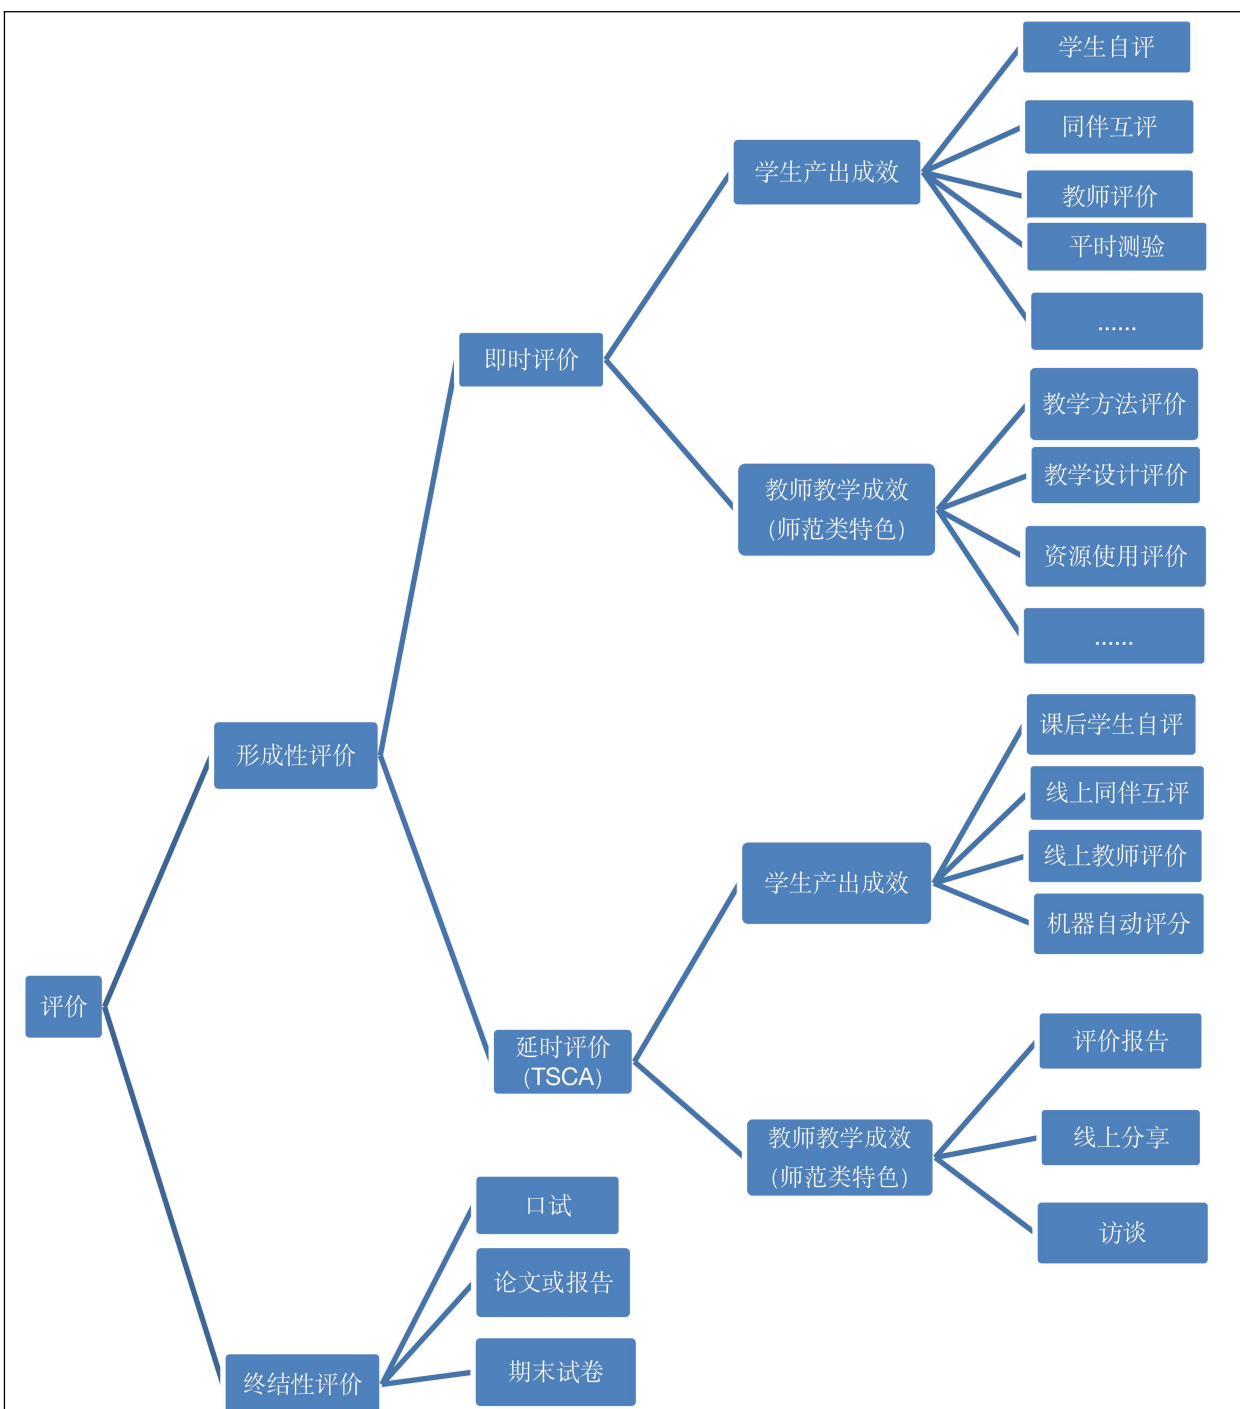 学生自评
同伴互评
学生产出成效
教师评价
平时测验
......
即时评价
教学方法评价
教学设计评价
教师教学成效
(师范类特色)
资源使用评价
......
课后学生自评
形成性评价
线上同伴互评
线上教师评价
学生产出成效
机器自动评分
评价
评价报告
延时评价
(TSCA)
线上分享
教师教学成效
(师范类特色)
口试
访谈
论文或报告
期末试卷
终结性评价